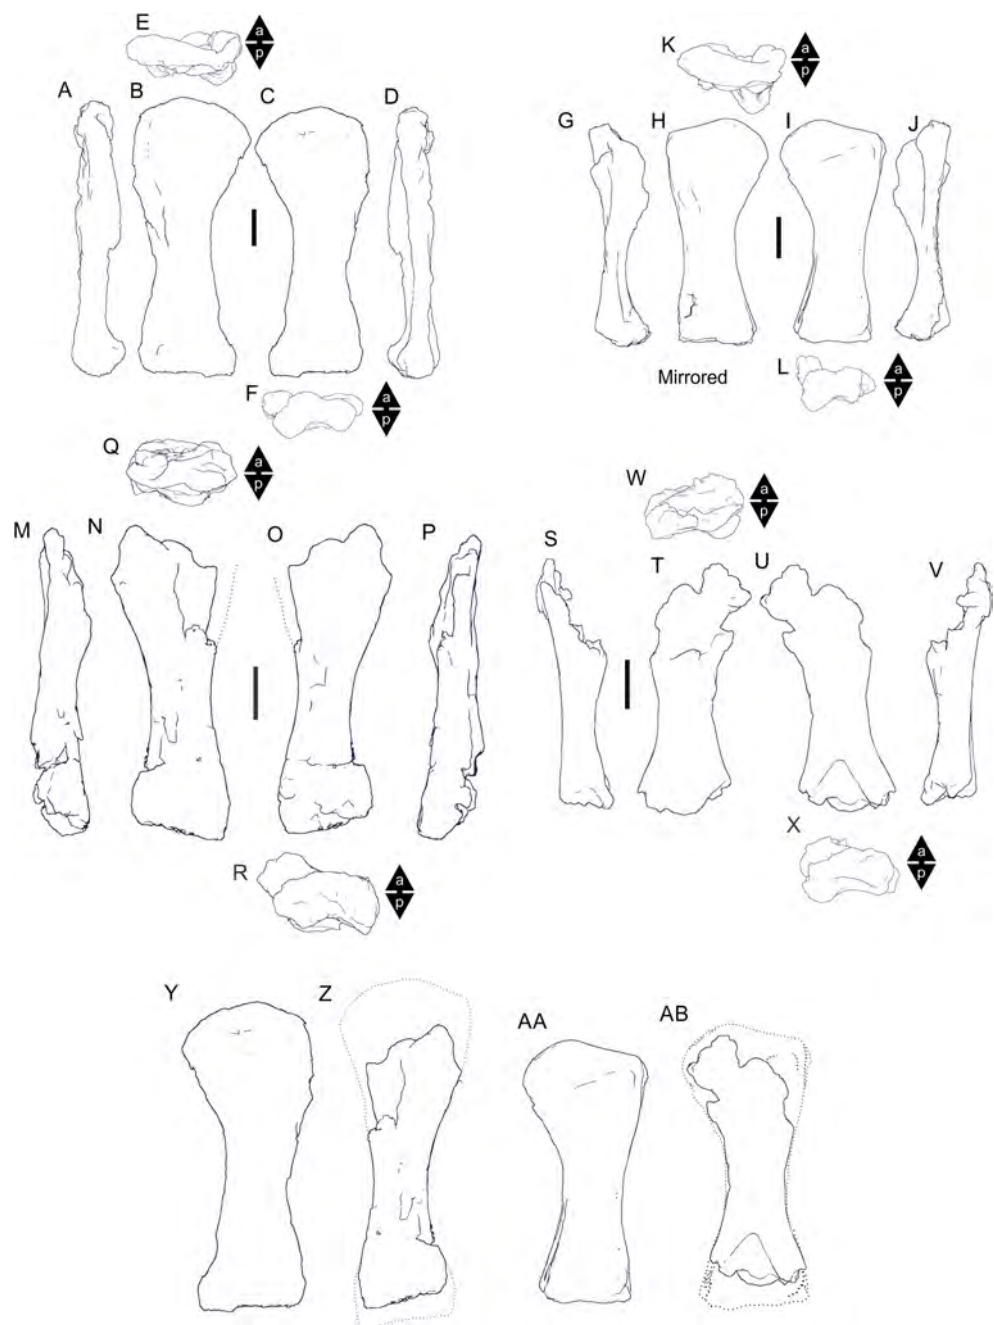 E a p
K a p
A B C D
G H I J
F a p
Mirrored L a p
Q a p
W a p
M N O P
S T U V
R a p
X a p
Y Z AA AB